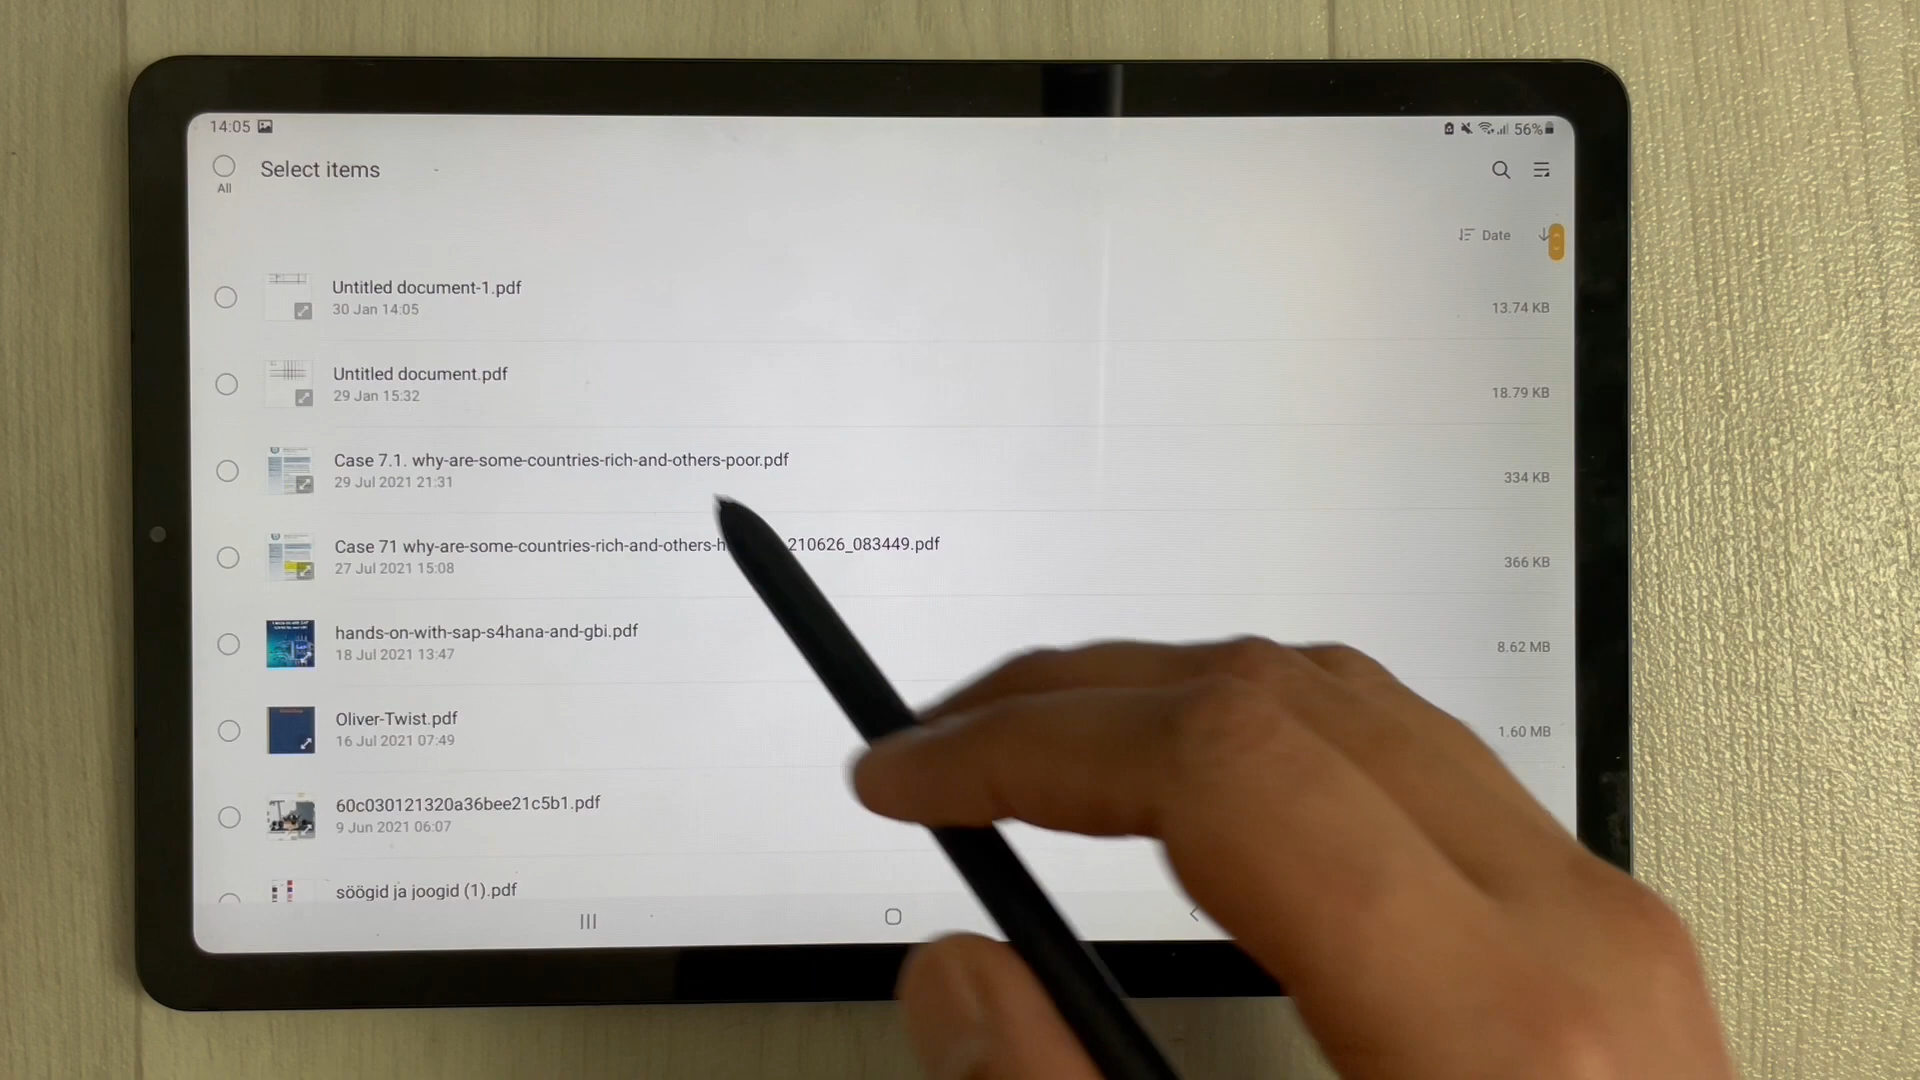 14:05
56%
All
Select items
Date
Untitled document-1.pdf
30 Jan 14:05
13.74 KB
Untitled document.pdf
29 Jan 15:32
18.79 KB
Case 7.1. why-are-some-countries-rich-and-others-poor.pdf
29 Jul 2021 21:31
334 KB
Case 71 why-are-some-countries-rich-and-others- 210626_083449.pdf
27 Jul 2021 15:08
366 KB
hands-on-with-sap-s4hana-and-gbi.pdf
18 Jul 2021 13:47
8.62 MB
Oliver-Twist.pdf
16 Jul 2021 07:49
1.60 MB
60c030121320a36bee21c5b1.pdf
9 Jun 2021 06:07
söögid ja joogid (1).pdf